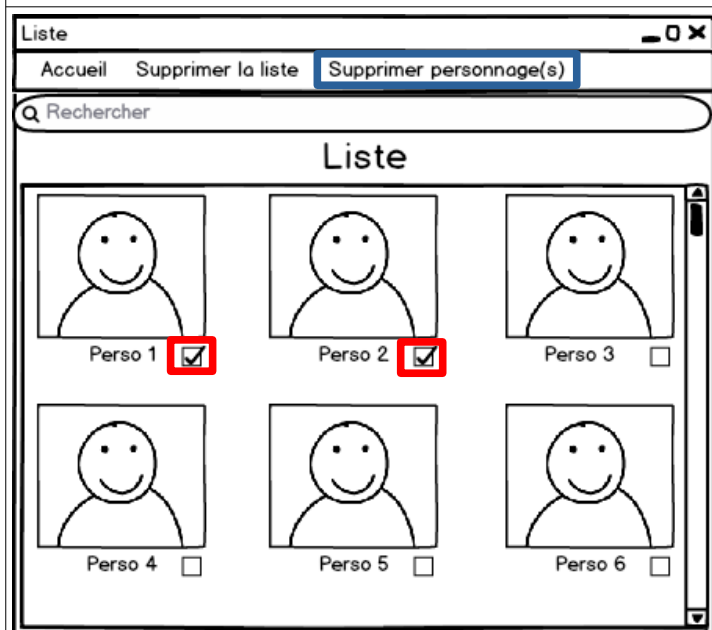 Liste
Accueil Supprimer la liste Supprimer personnage(s)
Rechercher
Liste
Perso 1 Perso 2 Perso 3
Perso 4 Perso 5 Perso 6